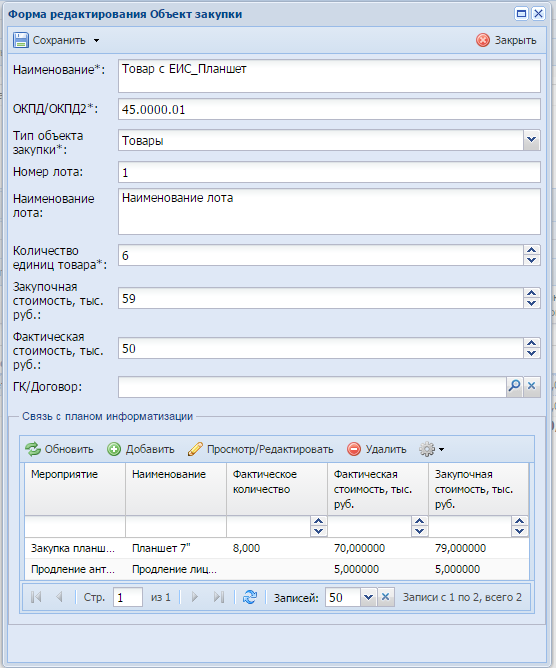 Форма редактирования Объект закупки
Сохранить
Закрыть
Наименование*:
Товар с ЕИС_Планшет
ОКПД/ОКПД2*:
45.0000.01
Тип объекта
закупки*:
Товары
Номер лота:
1
Наименование
лота:
Наименование лота
Количество
единиц товара*:
6
Закупочная
стоимость, тыс.
руб.:
59
Фактическая
стоимость, тыс.
руб.:
50
ГК/Договор:
Связь с планом информатизации
Обновить Добавить Просмотр/Редактировать Удалить
Мероприятие Наименование Фактическое
количество
Фактическая
стоимость, тыс.
руб.
Закупочная
стоимость, тыс.
руб.
Закупка планш... Планшет 7" 8,000 70,000000 79,000000
Продление ант... Продление лиц... 5,000000 5,000000
Стр. 1 из 1 Записей: 50 Записи с 1 по 2, всего 2